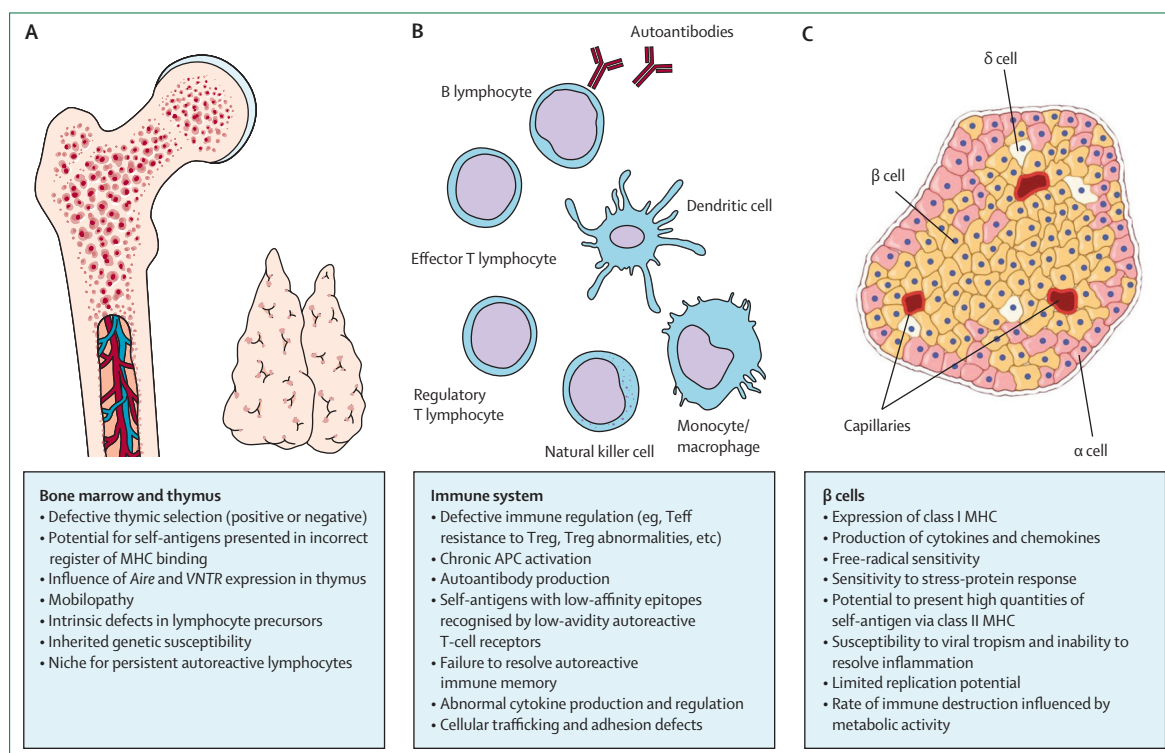 A
B
Autoantibodies
B lymphocyte
Dendritic cell
Effector T lymphocyte
Regulatory
T lymphocyte
Natural killer cell
Monocyte/
macrophage
C
δ cell
β cell
Capillaries
α cell
Bone marrow and thymus
• Defective thymic selection (positive or negative)
• Potential for self-antigens presented in incorrect
register of MHC binding
• Influence of Aire and VNTR expression in thymus
• Mobilopathy
• Intrinsic defects in lymphocyte precursors
• Inherited genetic susceptibility
• Niche for persistent autoreactive lymphocytes
Immune system
• Defective immune regulation (eg, Teff
resistance to Treg, Treg abnormalities, etc)
• Chronic APC activation
• Autoantibody production
• Self-antigens with low-affinity epitopes
recognised by low-avidity autoreactive
T-cell receptors
• Failure to resolve autoreactive
immune memory
• Abnormal cytokine production and regulation
• Cellular trafficking and adhesion defects
β cells
• Expression of class I MHC
• Production of cytokines and chemokines
• Free-radical sensitivity
• Sensitivity to stress-protein response
• Potential to present high quantities of
self-antigen via class II MHC
• Susceptibility to viral tropism and inability to
resolve inflammation
• Limited replication potential
• Rate of immune destruction influenced by
metabolic activity